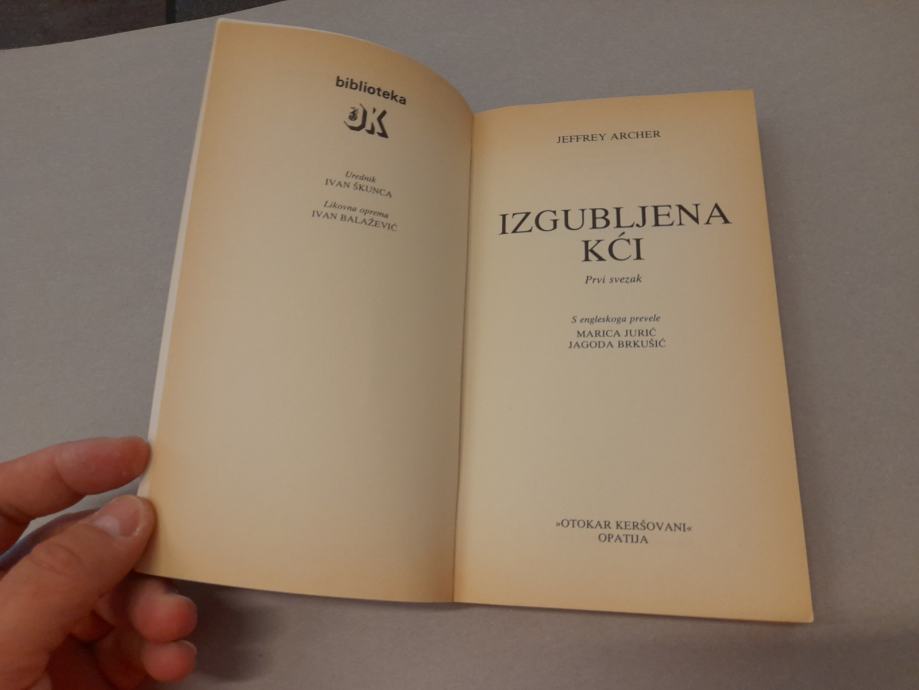 biblioteka
OK
Urednik
IVAN ŠKUNCA
Likovna oprema
IVAN BALAŽEVIĆ
JEFFREY ARCHER
IZGUBLJENA
KĆI
Prvi svezak
S engleskoga prevele
MARICA JURIĆ
JAGODA BRKUŠIĆ
»OTOKAR KERŠOVANI«
OPATIJA